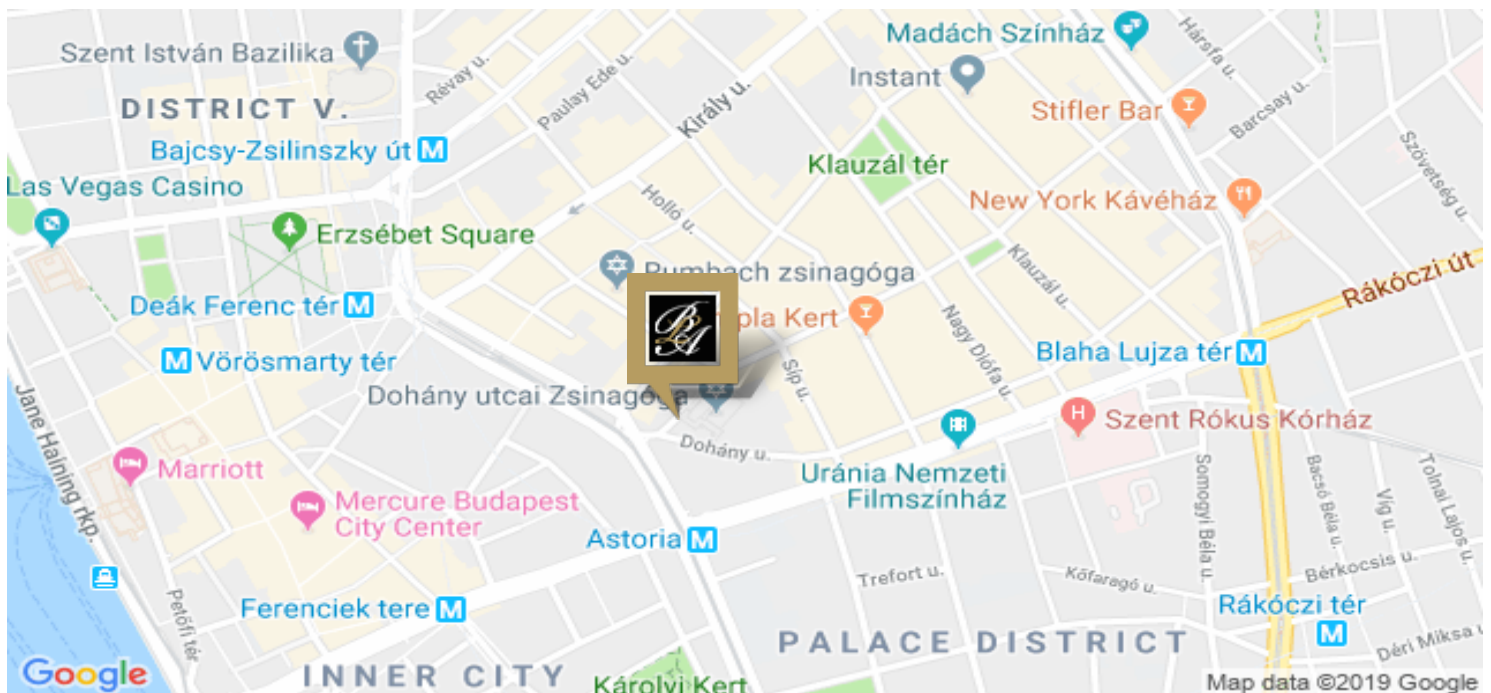 Szent István Bazilika
Révay u.
Paulay Ede u.
Madách Színház
Hársfa u.
Instant
DISTRICT V.
Király u.
Stifler Bar
Barcsay u.
Bajcsy-Zsilinszky út M
Klauzál tér
Szövetség u.
Las Vegas Casino
Holló u.
New York Kávéház
Erzsébet Square
Klauzál u.
Rumbach zsinagóga
Rákóczi út
Deák Ferenc tér M
BPA
pla Kert
Nagy Diófa u.
M Vörösmarty tér
Síp u.
Blaha Lujza tér M
Dohány utcai Zsinagóga
Jane Haining rkp.
Dohány u.
H Szent Rókus Kórház
Marriott
Uránia Nemzeti
Filmszínház
Somogyi Béla u.
Bacsó Béla u.
Víg u.
Tolnai Lajos u.
Mercure Budapest
City Center
Astoria M
Trefort u.
Kőfaragó u.
Bérkocsis u.
Petőfi tér
Ferenciek tere M
Rákóczi tér
M
PALACE DISTRICT
Déri Miksa u
Google
INNER CITY
Károlyi Kert
Map data ©2019 Google